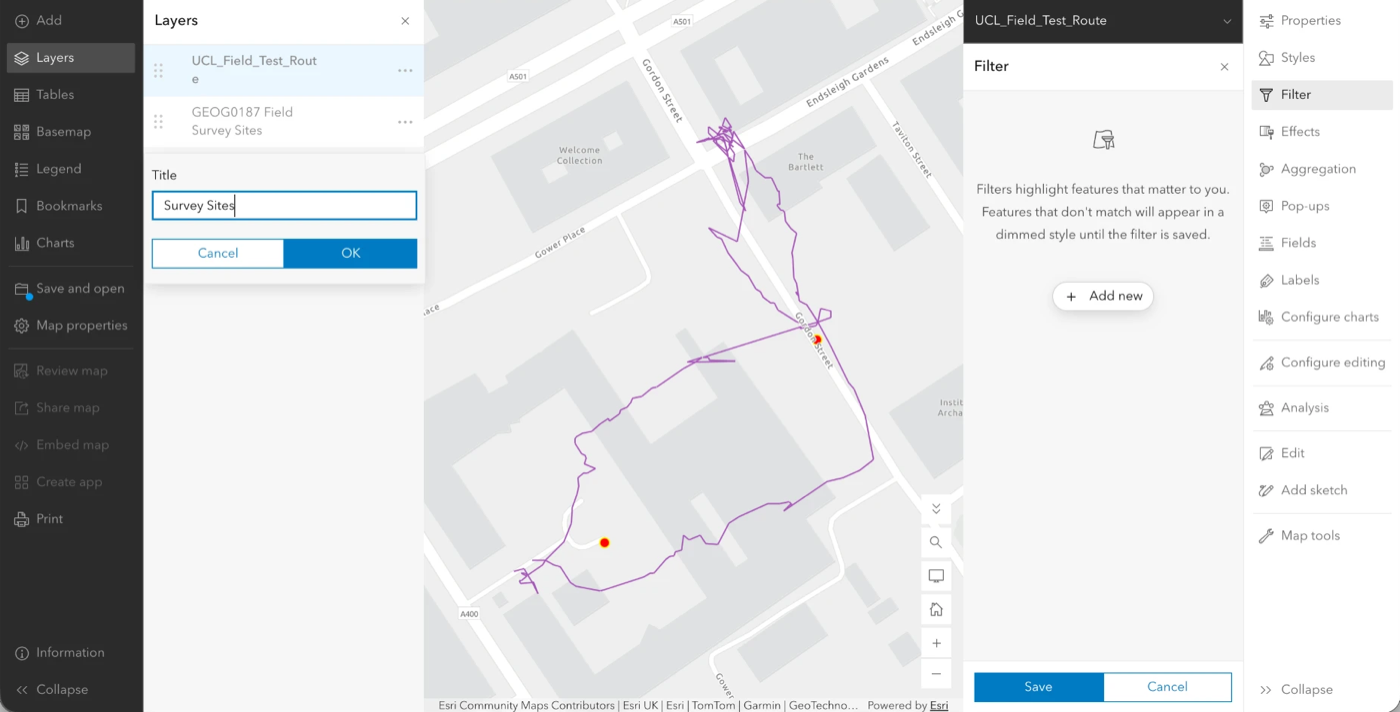 Add
Layers
Tables
Basemap
Legend
Bookmarks
Charts
Save and open
Map properties
Review map
Share map
Embed map
Create app
Print
Information
Collapse
Layers
UCL_Field_Test_Rout
e
GEOG0187 Field
Survey Sites
Title
Survey Sites
Cancel
OK
A501
A501
Gordon Street
Endsleigh Gardens
Endsleigh G
Taviton Street
Welcome
Collection
The
Bartlett
Gower Place
ace
Gordon Street
Instit
Archa
A400
Gower
Esri Community Maps Contributors | Esri UK | Esri | TomTom | Garmin | GeoTechno...
Powered by Esri
UCL_Field_Test_Route
Filter
Filters highlight features that matter to you.
Features that don't match will appear in a
dimmed style until the filter is saved.
+ Add new
Save
Cancel
Properties
Styles
Filter
Effects
Aggregation
Pop-ups
Fields
Labels
Configure charts
Configure editing
Analysis
Edit
Add sketch
Map tools
Collapse